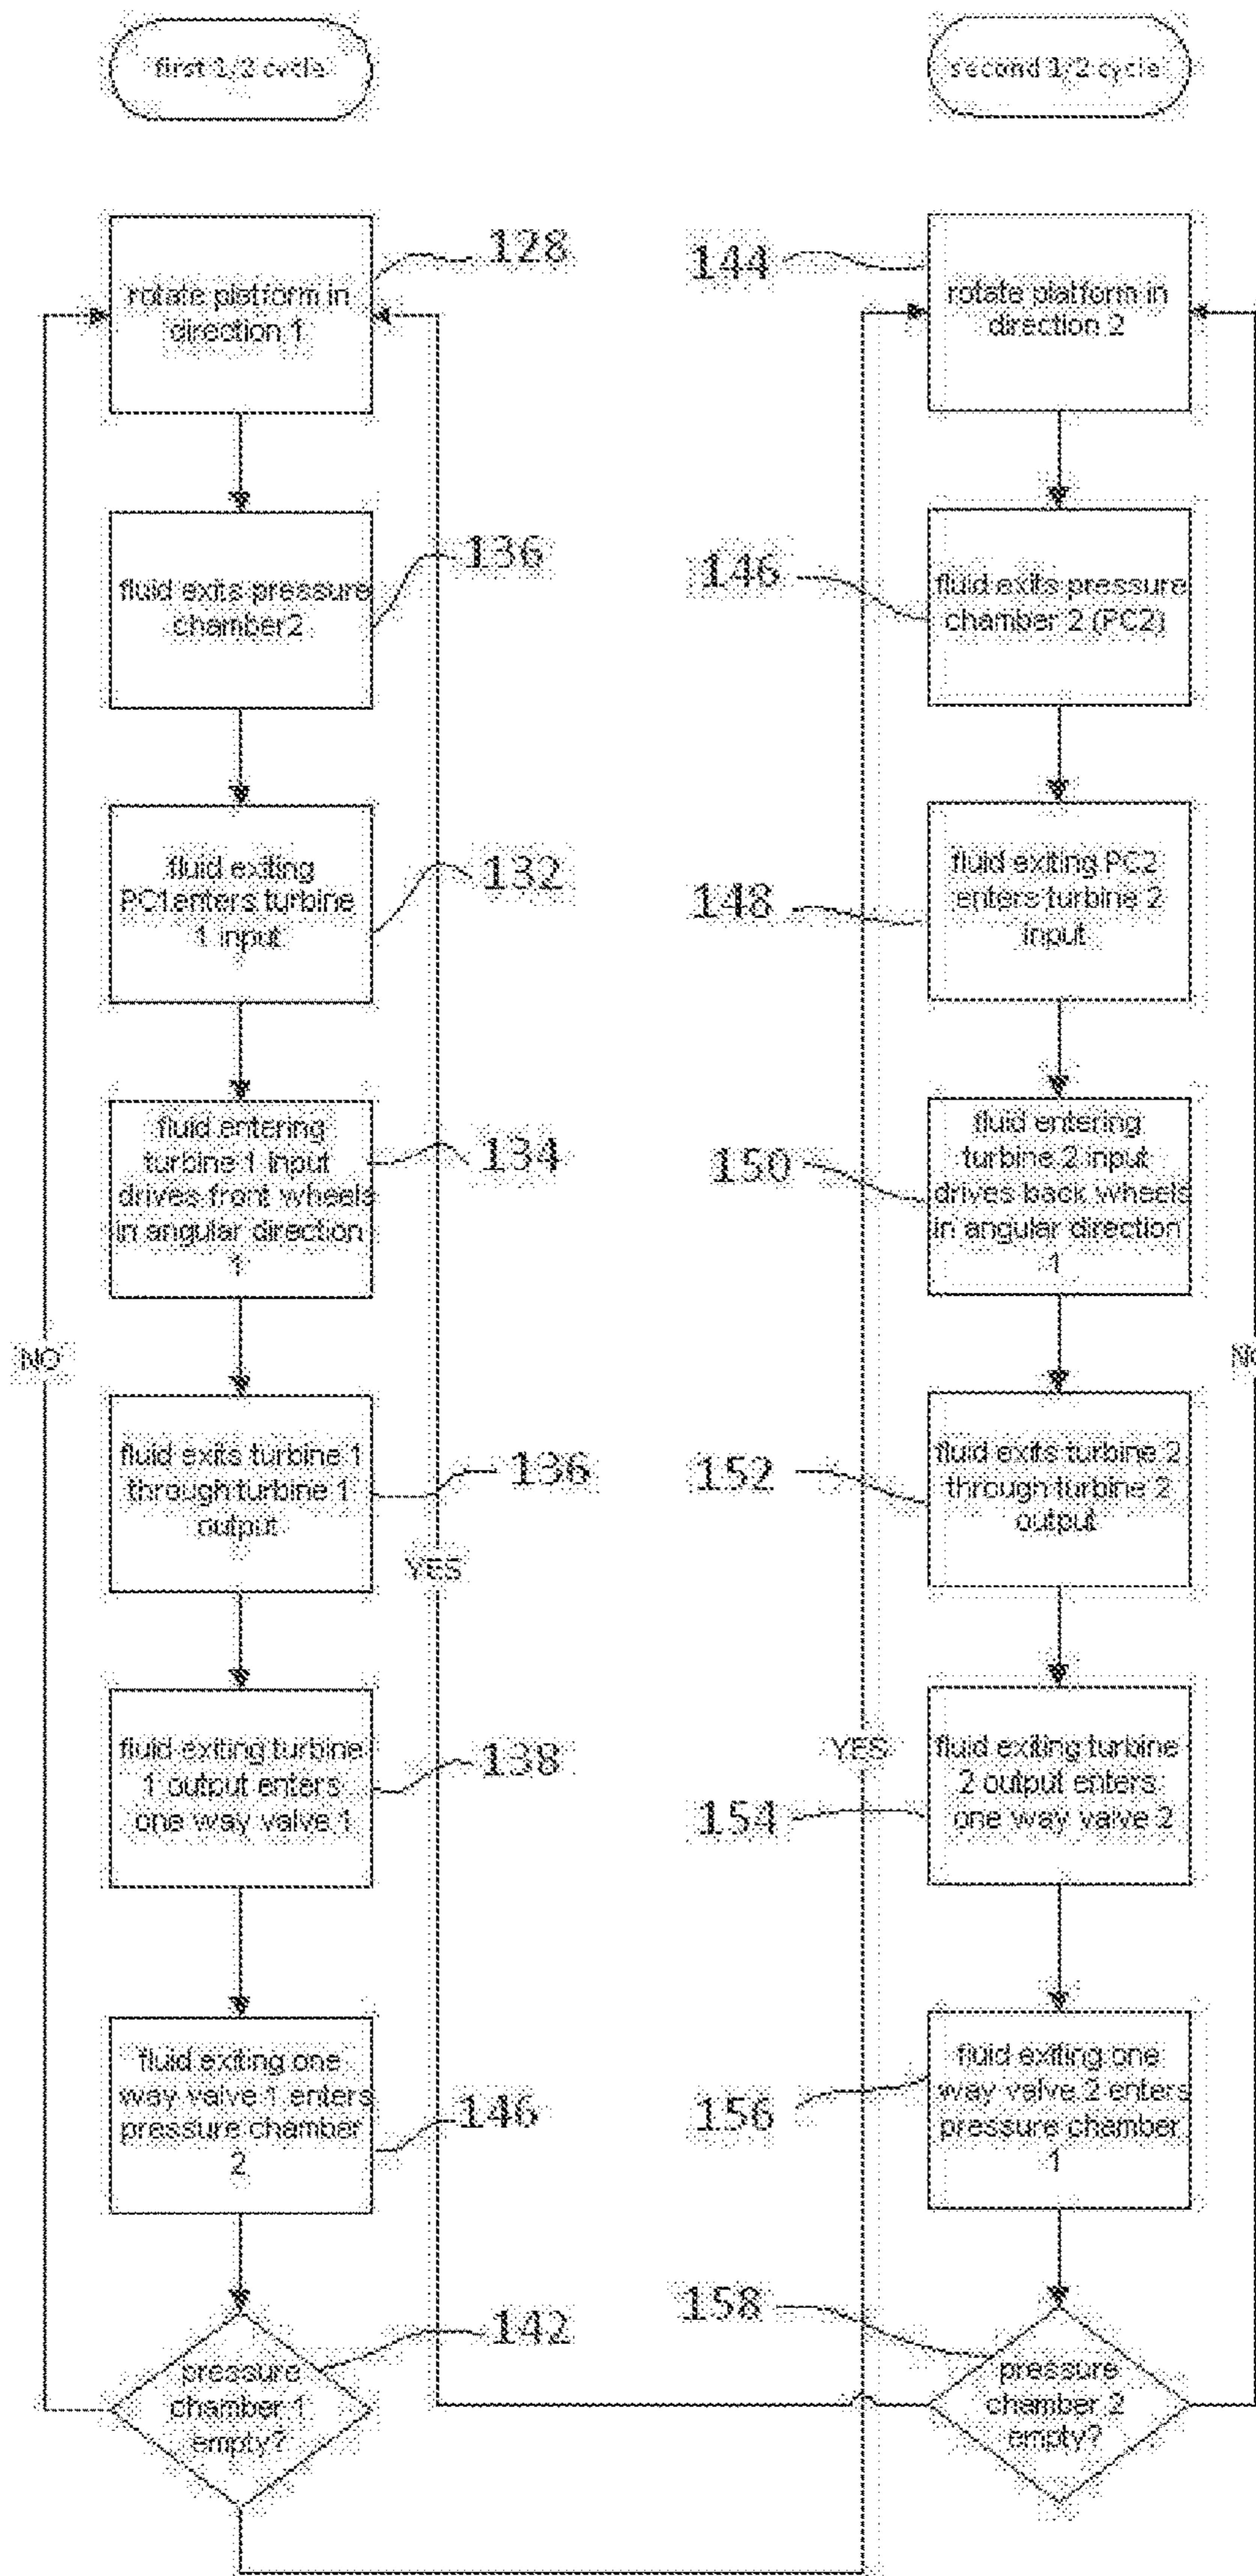 first 1/2 cycle
rotate platform in
direction 1
128
fluid exits pressure
chamber2
136
fluid exiting
PC1enters turbine
1 input
132
fluid entering
turbine 1 input
drives front wheels
in angular direction
1
134
NO
fluid exits turbine 1
through turbine 1
output
136
YES
fluid exiting turbine
1 output enters
one way valve 1
138
fluid exiting one
way valve 1 enters
pressure chamber
2
146
pressure
chamber 1
empty?
142
second 1/2 cycle
rotate platform in
direction 2
144
fluid exits pressure
chamber 2 (PC2)
146
fluid exiting PC2
enters turbine 2
input
148
fluid entering
turbine 2 input
drives back wheels
in angular direction
1
150
fluid exits turbine 2
through turbine 2
output
152
YES
fluid exiting turbine
2 output enters
one way valve 2
154
fluid exiting one
way valve 2 enters
pressure chamber
1
156
pressure
chamber 2
empty?
158